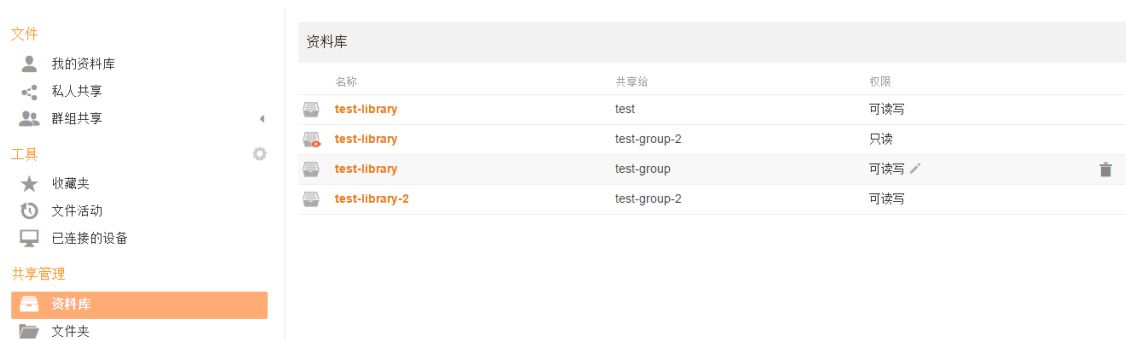 文件
我的资料库
私人共享
群组共享
工具
收藏夹
文件活动
已连接的设备
共享管理
资料库
文件夹
资料库
名称 共享给 权限
test-library test 可读写
test-library test-group-2 只读
test-library test-group 可读写
test-library-2 test-group-2 可读写